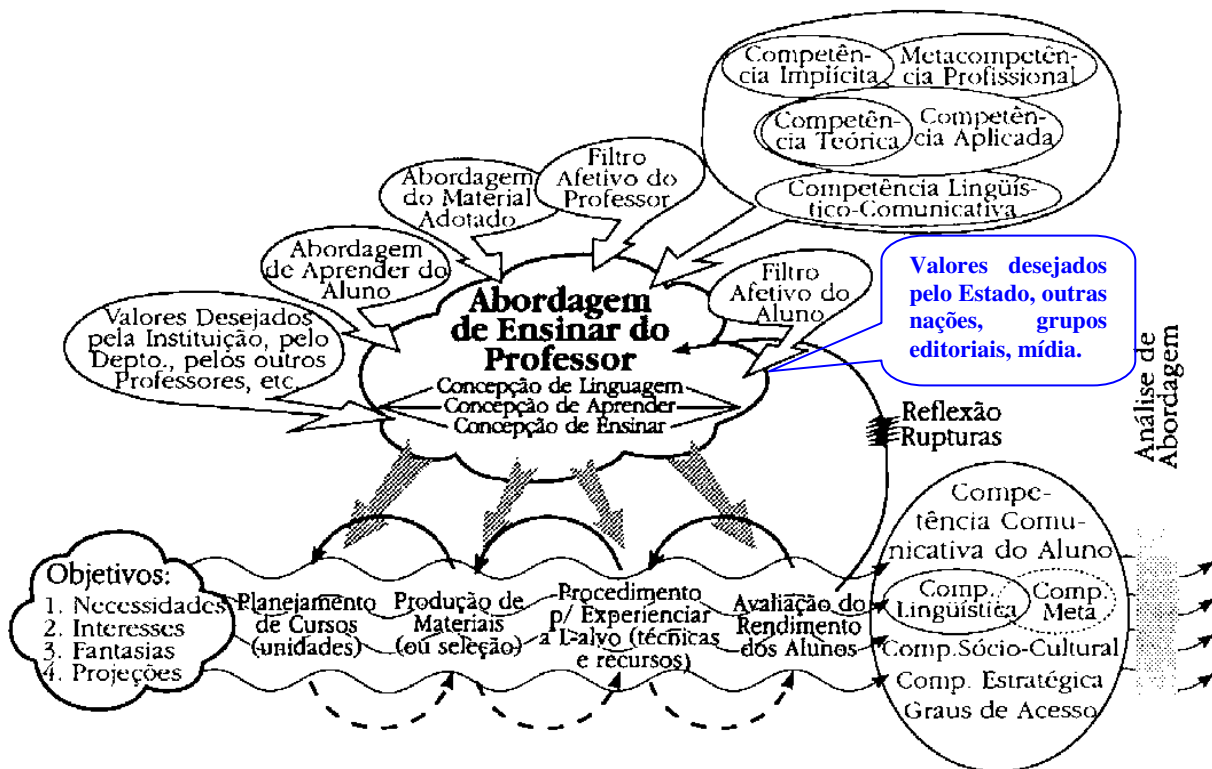 Competên-
cia Implícita
Metacompetên-
cia Profissional
Competên-
cia Teórica
Competên-
cia Aplicada
Competência Lingüís-
tico-Comunicativa
Filtro
Afetivo do
Professor
Abordagem
do Material
Adotado
Abordagem
de Aprender do
Aluno
Valores Desejados
pela Instituição, pelo
Depto., pelos outros
Professores, etc.
Filtro
Afetivo do
Aluno
Valores desejados
pelo Estado, outras
nações, grupos
editoriais, mídia.
Abordagem
de Ensinar do
Professor
Concepção de Linguagem
Concepção de Aprender
Concepção de Ensinar
Reflexão
Rupturas
Análise de
Abordagem
Objetivos:
1. Necessidades
2. Interesses
3. Fantasias
4. Projeções
Planejamento
de Cursos
(unidades)
Produção de
Materiais
(ou seleção)
Procedimento
p/ Experienciar
a L-alvo (técnicas
e recursos)
Avaliação do
Rendimento
dos Alunos
Compe-
tência Comu-
nicativa do Aluno
Comp.
Lingüística
Comp.
Meta
Comp.Sócio-Cultural
Comp. Estratégica
Graus de Acesso